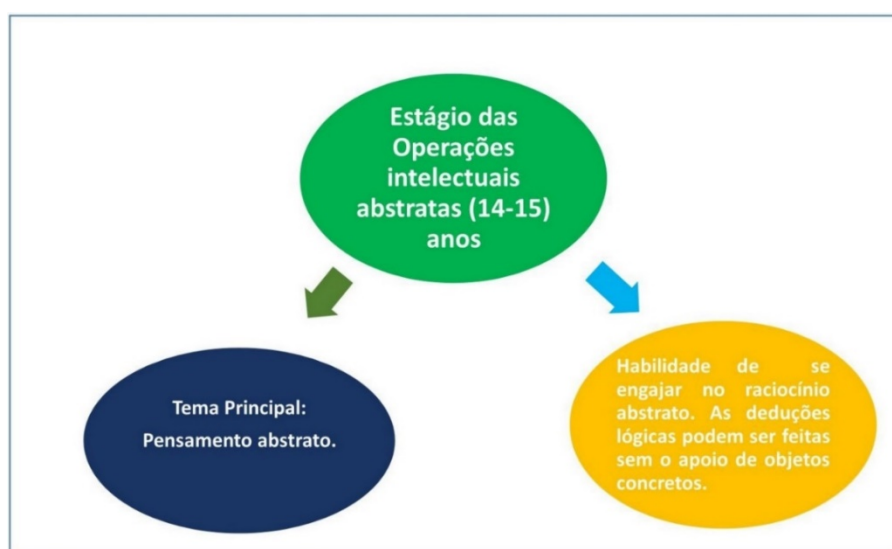 Estágio das
Operações
intelectuais
abstratas (14-15)
anos
Tema Principal:
Pensamento abstrato.
Habilidade de se
engajar no raciocínio
abstrato. As deduções
lógicas podem ser feitas
sem o apoio de objetos
concretos.